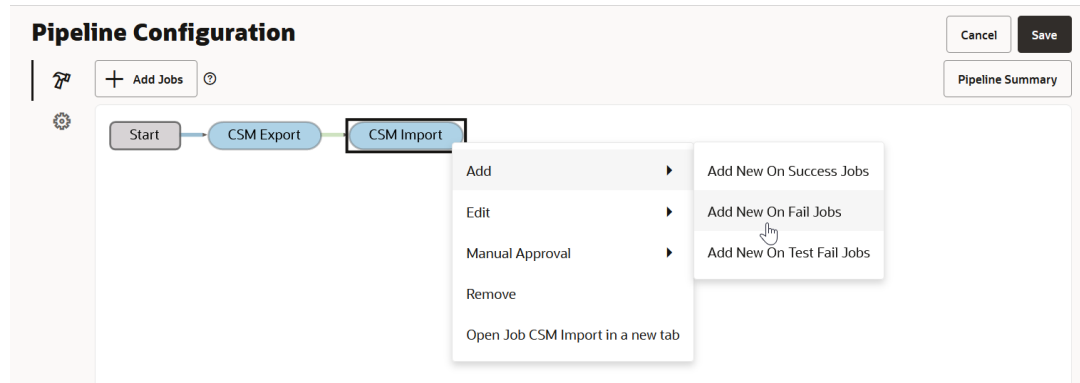 Pipeline Configuration
Cancel
Save
Add Jobs
Pipeline Summary
Start
CSM Export
CSM Import
Add
Add New On Success Jobs
Edit
Add New On Fail Jobs
Manual Approval
Add New On Test Fail Jobs
Remove
Open Job CSM Import in a new tab